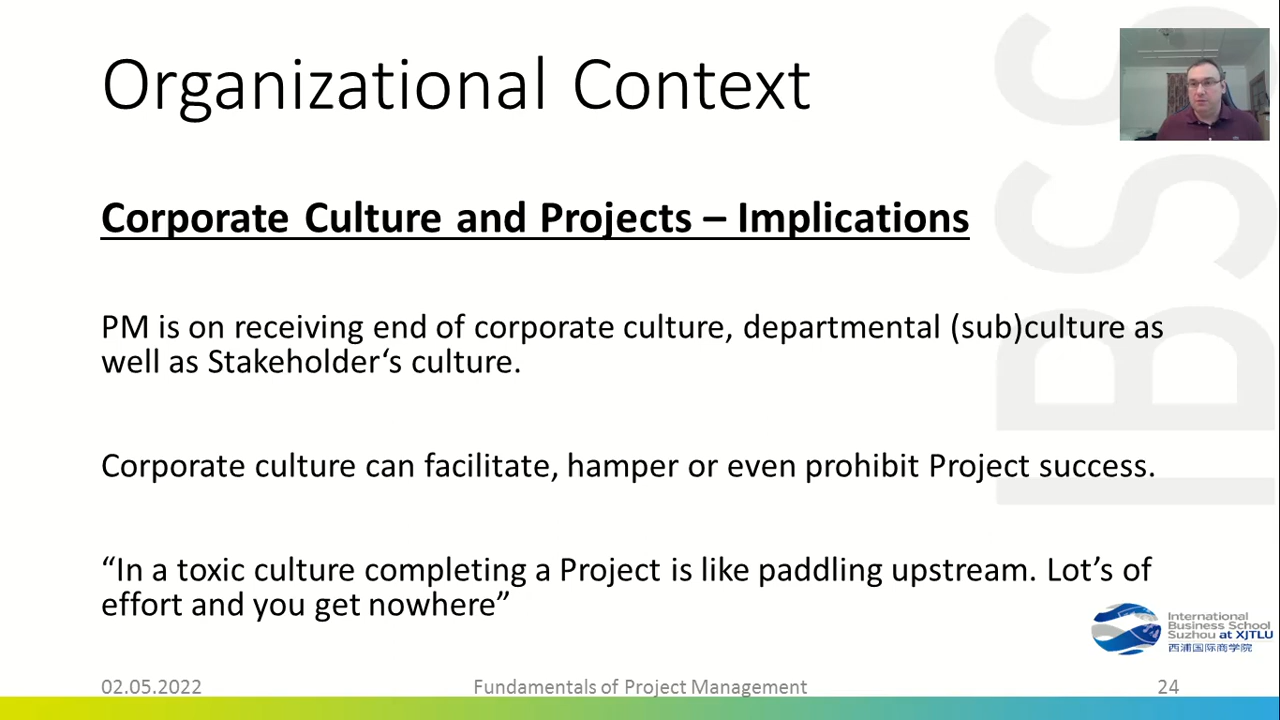 Organizational Context
Corporate Culture and Projects – Implications
PM is on receiving end of corporate culture, departmental (sub)culture as
well as Stakeholder‘s culture.
Corporate culture can facilitate, hamper or even prohibit Project success.
“In a toxic culture completing a Project is like paddling upstream. Lot’s of
effort and you get nowhere”
International
Business School
Suzhou at XJTLU
西浦国际商学院
02.05.2022
Fundamentals of Project Management
24
IBSS